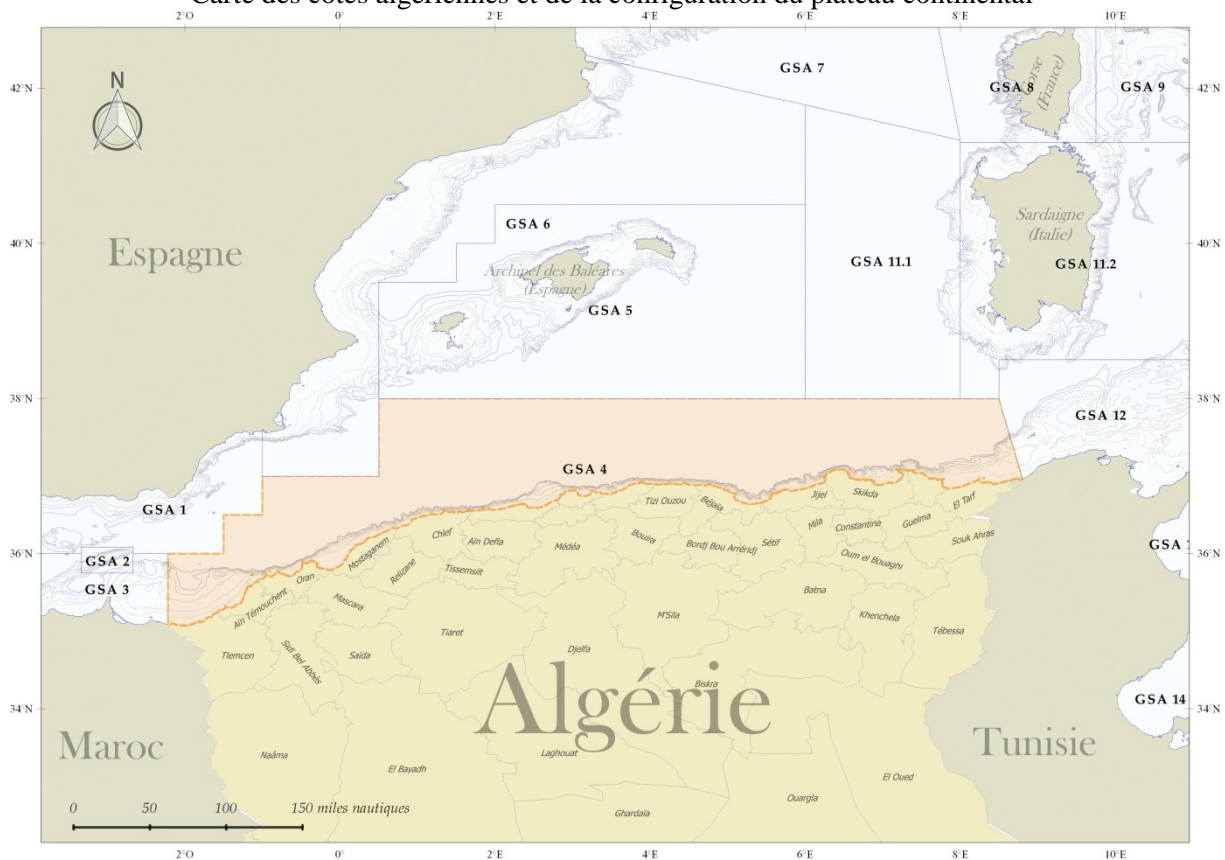 Carte des côtes algériennes et de la configuration du plateau continental
2°O 0° 2°E 4°E 6°E 8°E 10°E
N
GSA 7
GSA 8
Corse
(France)
GSA 9
42°N 42°N
Espagne
GSA 6
Archipel des Baléares
(Espagne)
GSA 5
GSA 11.1
Sardaigne
(Italie)
GSA 11.2
40°N 40°N
38°N 38°N
GSA 12
GSA 4
GSA 1
GSA 2
GSA 3
36°N 36°N
GSA 1
GSA 14
Tizi Ouzou
Béjaïa
Jijel
Skikda
El Tarf
Chlef
Aïn Defla
Médéa
Bouira
Bordj Bou Arréridj
Sétif
Mila
Constantine
Guelma
Souk Ahras
Oum el Bouaghi
Aïn Témouchent
Oran
Mostaganem
Relizane
Tissemsilt
Mascara
Tiaret
M'Sila
Batna
Khenchela
Tébessa
Tlemcen
Sidi Bel Abbès
Saïda
Djelfa
Biskra
Algérie
34°N 34°N
Maroc
Tunisie
Naâma
El Bayadh
Laghouat
Ghardaïa
Ouargla
El Oued
0 50 100 150 miles nautiques
2°O 0° 2°E 4°E 6°E 8°E 10°E